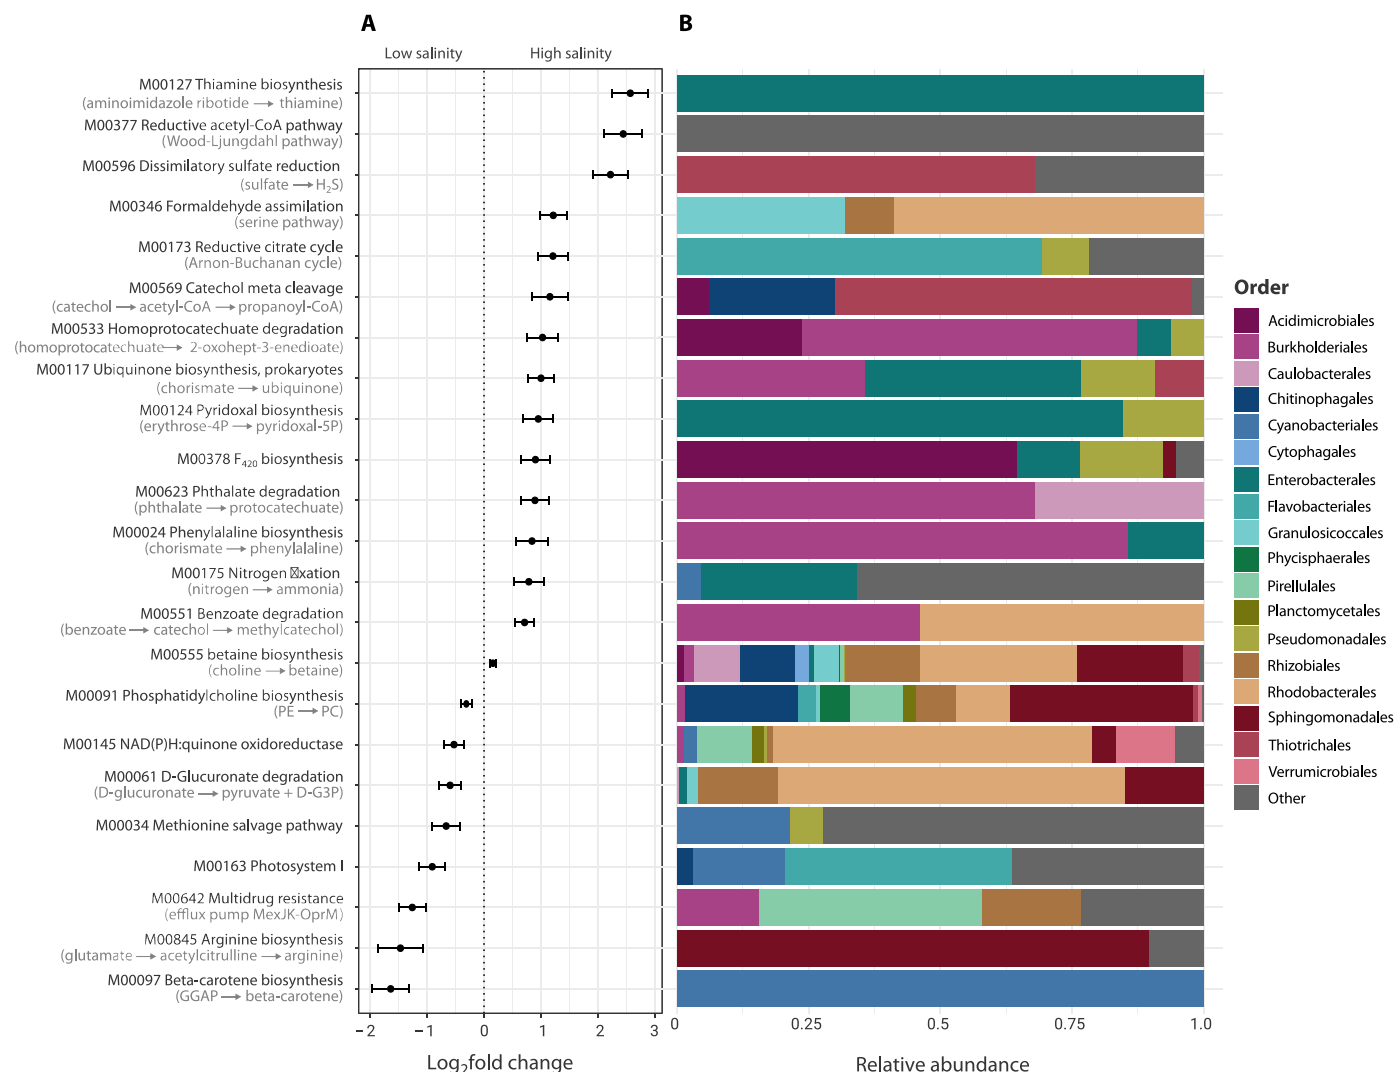 A
B
Low salinity
High salinity
M00127 Thiamine biosynthesis
(aminoimidazole ribotide → thiamine)
M00377 Reductive acetyl-CoA pathway
(Wood-Ljungdahl pathway)
M00596 Dissimilatory sulfate reduction
(sulfate → H₂S)
M00346 Formaldehyde assimilation
(serine pathway)
M00173 Reductive citrate cycle
(Arnon-Buchanan cycle)
M00569 Catechol meta cleavage
(catechol → acetyl-CoA → propanoyl-CoA)
M00533 Homoprotocatechuate degradation
(homoprotocatechuate → 2-oxohept-3-enedioate)
M00117 Ubiquinone biosynthesis, prokaryotes
(chorismate → ubiquinone)
M00124 Pyridoxal biosynthesis
(erythrose-4P → pyridoxal-5P)
M00378 F₄₂₀ biosynthesis
M00623 Phthalate degradation
(phthalate → protocatechuate)
M00024 Phenylalaline biosynthesis
(chorismate → phenylalaline)
M00175 Nitrogen ☒xation
(nitrogen → ammonia)
M00551 Benzoate degradation
(benzoate → catechol → methylcatechol)
M00555 betaine biosynthesis
(choline → betaine)
M00091 Phosphatidylcholine biosynthesis
(PE → PC)
M00145 NAD(P)H:quinone oxidoreductase
M00061 D-Glucuronate degradation
(D-glucuronate → pyruvate + D-G3P)
M00034 Methionine salvage pathway
M00163 Photosystem I
M00642 Multidrug resistance
(efflux pump MexJK-OprM)
M00845 Arginine biosynthesis
(glutamate → acetylcitrulline → arginine)
M00097 Beta-carotene biosynthesis
(GGAP → beta-carotene)
−2 −1 0 1 2 3
Log₂fold change
0 0.25 0.5 0.75 1.0
Relative abundance
Order
Acidimicrobiales
Burkholderiales
Caulobacterales
Chitinophagales
Cyanobacteriales
Cytophagales
Enterobacterales
Flavobacteriales
Granulosicoccales
Phycisphaerales
Pirellulales
Planctomycetales
Pseudomonadales
Rhizobiales
Rhodobacterales
Sphingomonadales
Thiotrichales
Verrumicrobiales
Other